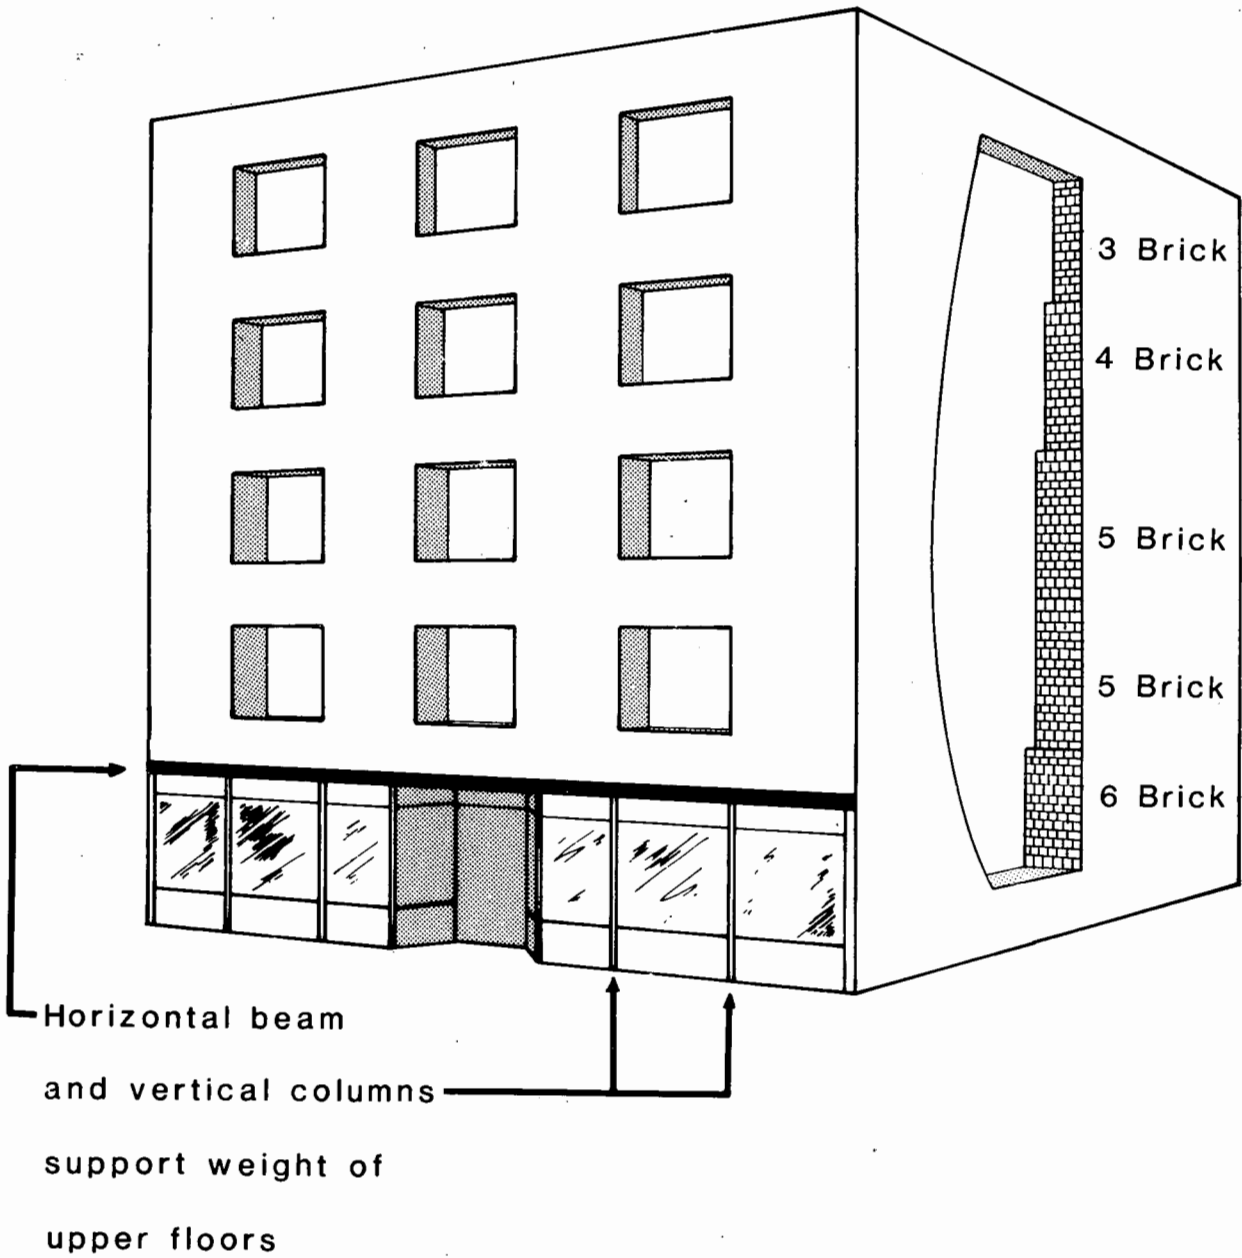 3 Brick
4 Brick
5 Brick
5 Brick
6 Brick
Horizontal beam
and vertical columns
support weight of
upper floors